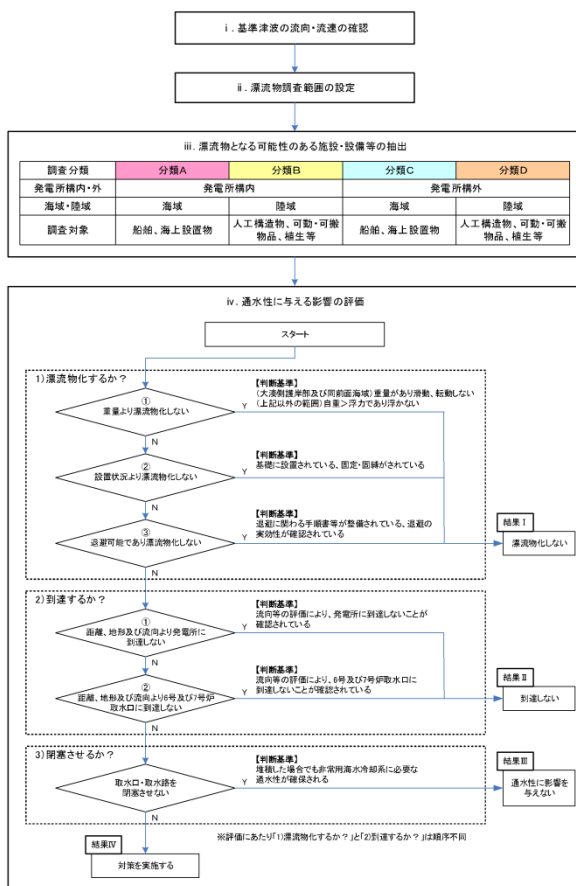 ⅰ．基準津波の流向・流速の確認
ⅱ．漂流物調査範囲の設定
ⅲ．漂流物となる可能性のある施設・設備等の抽出
調査分類 分類A 分類B 分類C 分類D
発電所構内・外 発電所構内 発電所構外
海域・陸域 海域 陸域 海域 陸域
調査対象 船舶、海上設置物 人工構造物、可動・可搬 船舶、海上設置物 人工構造物、可動・可搬
物品、植生等 物品、植生等
ⅳ．通水性に与える影響の評価
スタート
1)漂流物化するか？
【判断基準】
(大湊側護岸部及び同前面海域)重量があり滑動、転動しない
(上記以外の範囲)自重＞浮力であり浮かない
①
重量より漂流物化しない
Y
N
【判断基準】
基礎に設置されている、固定・固縛がされている
②
設置状況より漂流物化しない
Y
N
【判断基準】
退避に関わる手順書等が整備されている、退避の
実効性が確認されている
③
退避可能であり漂流物化しない
Y
結果Ⅰ
漂流物化しない
N
2)到達するか？
【判断基準】
流向等の評価により、発電所に到達しないことが
確認されている
①
距離、地形及び流向より発電所に
到達しない
Y
N
【判断基準】
流向等の評価により、6号及び7号炉取水口に
到達しないことが確認されている
②
距離、地形及び流向より6号及び7号炉
取水口に到達しない
Y
結果Ⅱ
到達しない
N
3)閉塞させるか？
【判断基準】
堆積した場合でも非常用海水冷却系に必要な
通水性が確保される
取水口・取水路を
閉塞させない
Y
結果Ⅲ
通水性に影響を
与えない
N
※評価にあたり「1)漂流物化するか？」と「2)到達するか？」は順序不同
結果Ⅳ
対策を実施する